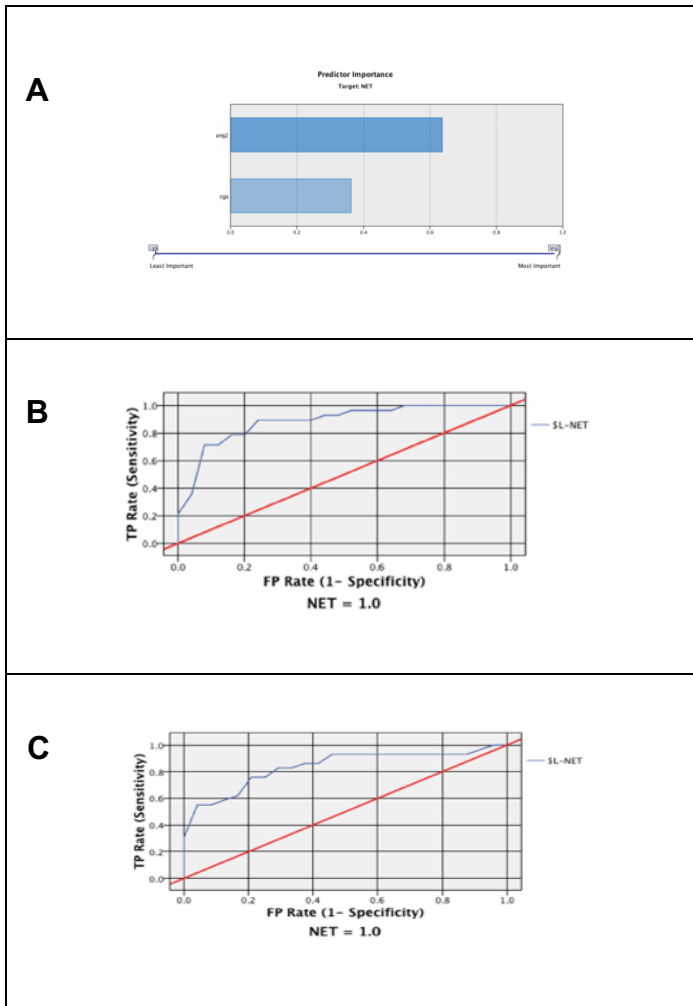 A
Predictor Importance
Target: NET
ang2
cga
0.0 0.2 0.4 0.6 0.8 1.0
cga ang2
Least Important Most Important
B
TP Rate (Sensitivity)
1.0
0.8
0.6
0.4
0.2
0.0
$L-NET
0.0 0.2 0.4 0.6 0.8 1.0
FP Rate (1- Specificity)
NET = 1.0
C
TP Rate (Sensitivity)
1.0
0.8
0.6
0.4
0.2
0.0
$L-NET
0.0 0.2 0.4 0.6 0.8 1.0
FP Rate (1- Specificity)
NET = 1.0